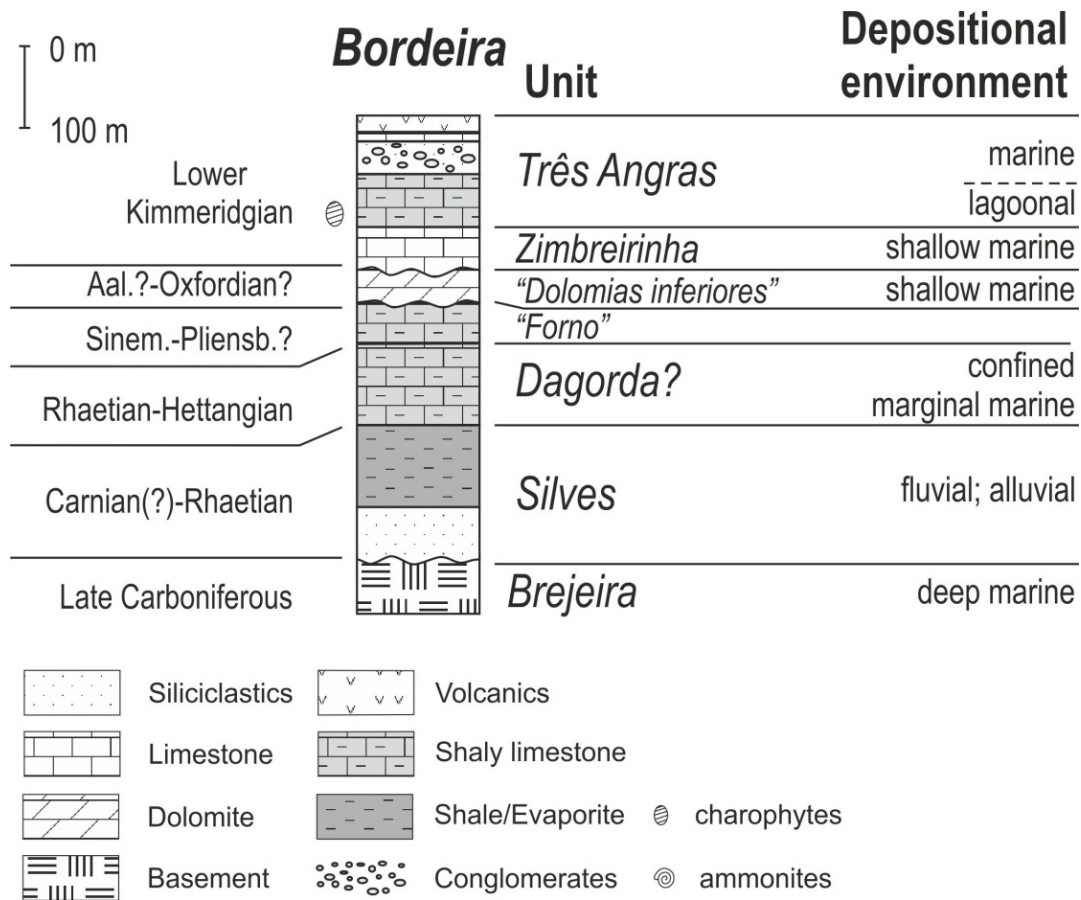 0 m
100 m
Bordeira
Unit
Depositional
environment
Lower
Kimmeridgian
Três Angras
marine
lagoonal
Zimbreirinha
shallow marine
Aal.?-Oxfordian?
“Dolomias inferiores”
shallow marine
Sinem.-Pliensb.?
“Forno”
Rhaetian-Hettangian
Dagorda?
confined
marginal marine
Carnian(?)-Rhaetian
Silves
fluvial; alluvial
Late Carboniferous
Brejeira
deep marine
Siliciclastics
Volcanics
Limestone
Shaly limestone
Dolomite
Shale/Evaporite
charophytes
Basement
Conglomerates
ammonites